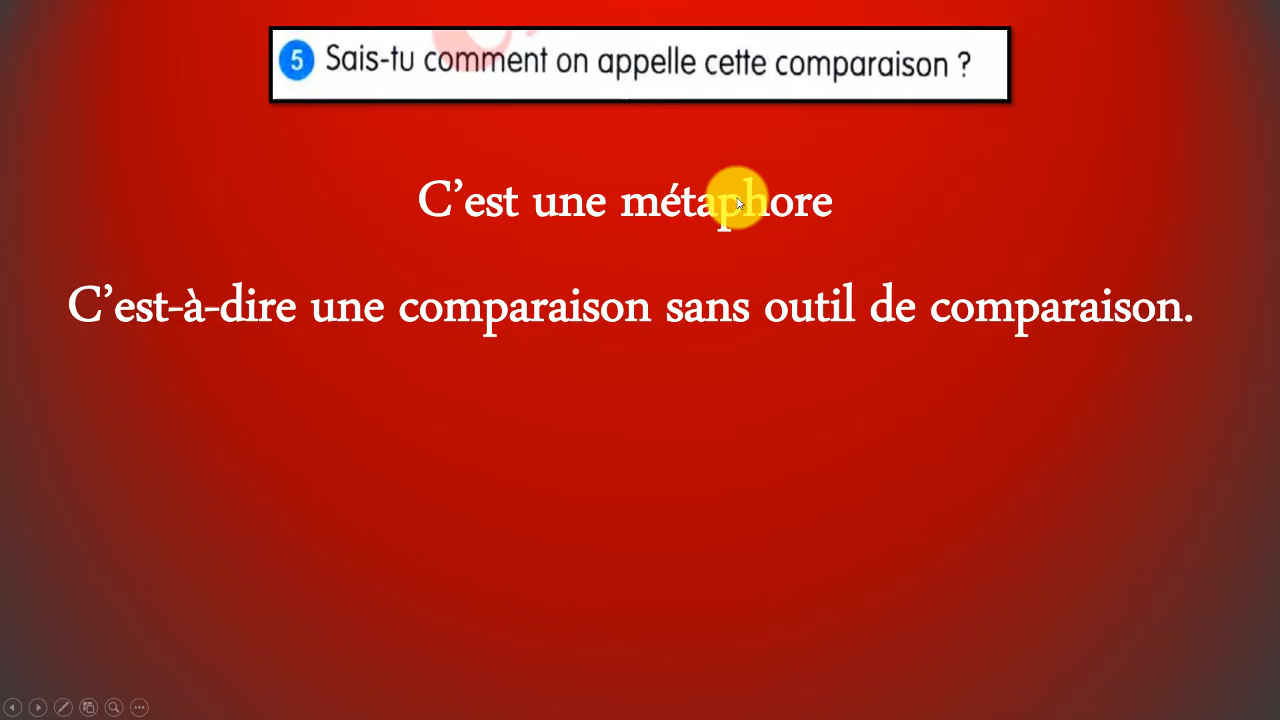 5 Sais-tu comment on appelle cette comparaison ?
C'est une métaphore
C'est-à-dire une comparaison sans outil de comparaison.